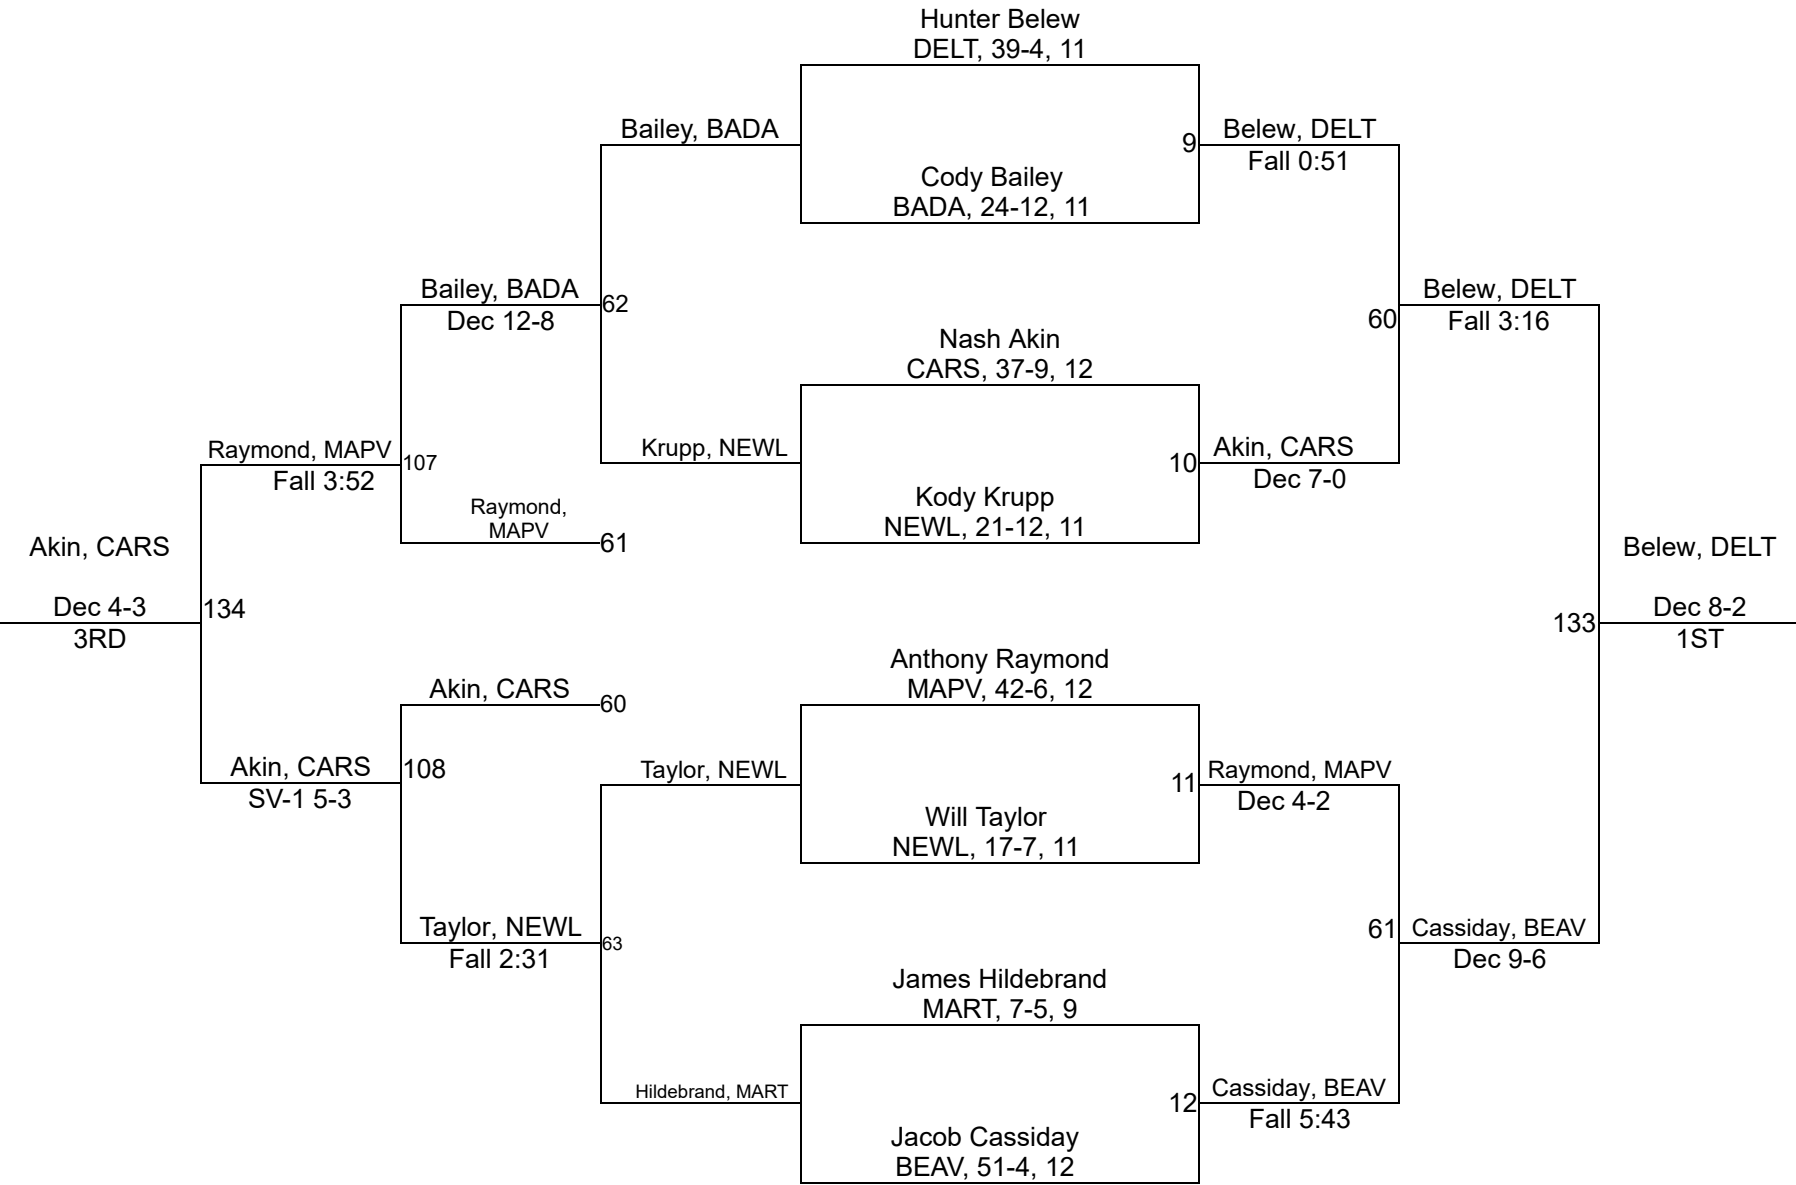 Hunter Belew
DELT, 39-4, 11
Bailey, BADA
9
Belew, DELT
Fall 0:51
Cody Bailey
BADA, 24-12, 11
Bailey, BADA
Dec 12-8
62
Belew, DELT
Fall 3:16
60
Nash Akin
CARS, 37-9, 12
Raymond, MAPV
Fall 3:52
107
Krupp, NEWL
10
Akin, CARS
Dec 7-0
Kody Krupp
NEWL, 21-12, 11
Raymond,
MAPV
61
Akin, CARS
Dec 4-3
3RD
134
Belew, DELT
Dec 8-2
1ST
133
Anthony Raymond
MAPV, 42-6, 12
Akin, CARS
60
Akin, CARS
SV-1 5-3
108
Taylor, NEWL
11
Raymond, MAPV
Dec 4-2
Will Taylor
NEWL, 17-7, 11
Taylor, NEWL
Fall 2:31
63
61
Cassiday, BEAV
Dec 9-6
James Hildebrand
MART, 7-5, 9
Hildebrand, MART
12
Cassiday, BEAV
Fall 5:43
Jacob Cassiday
BEAV, 51-4, 12